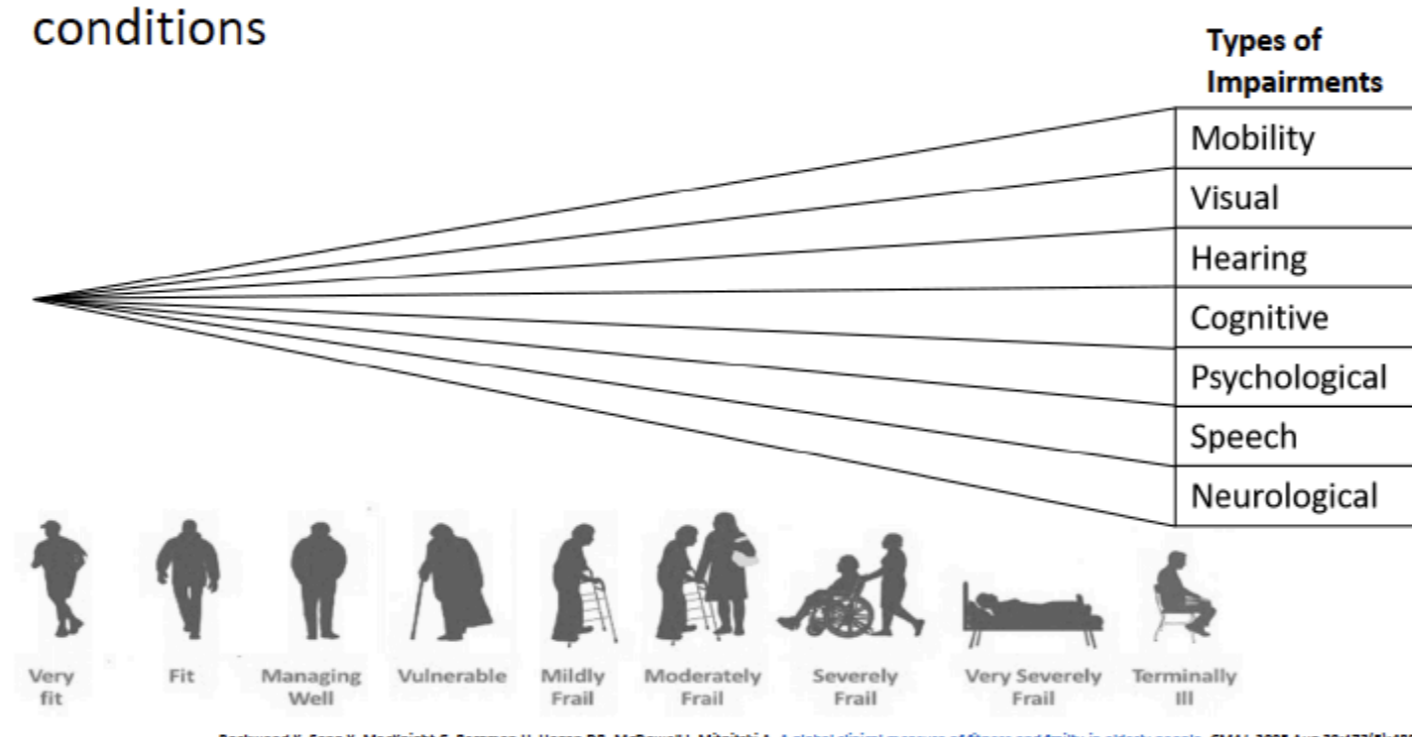 conditions
Types of
Impairments
Mobility
Visual
Hearing
Cognitive
Psychological
Speech
Neurological
Very
fit
Fit
Managing
Well
Vulnerable
Mildly
Frail
Moderately
Frail
Severely
Frail
Very Severely
Frail
Terminally
Ill